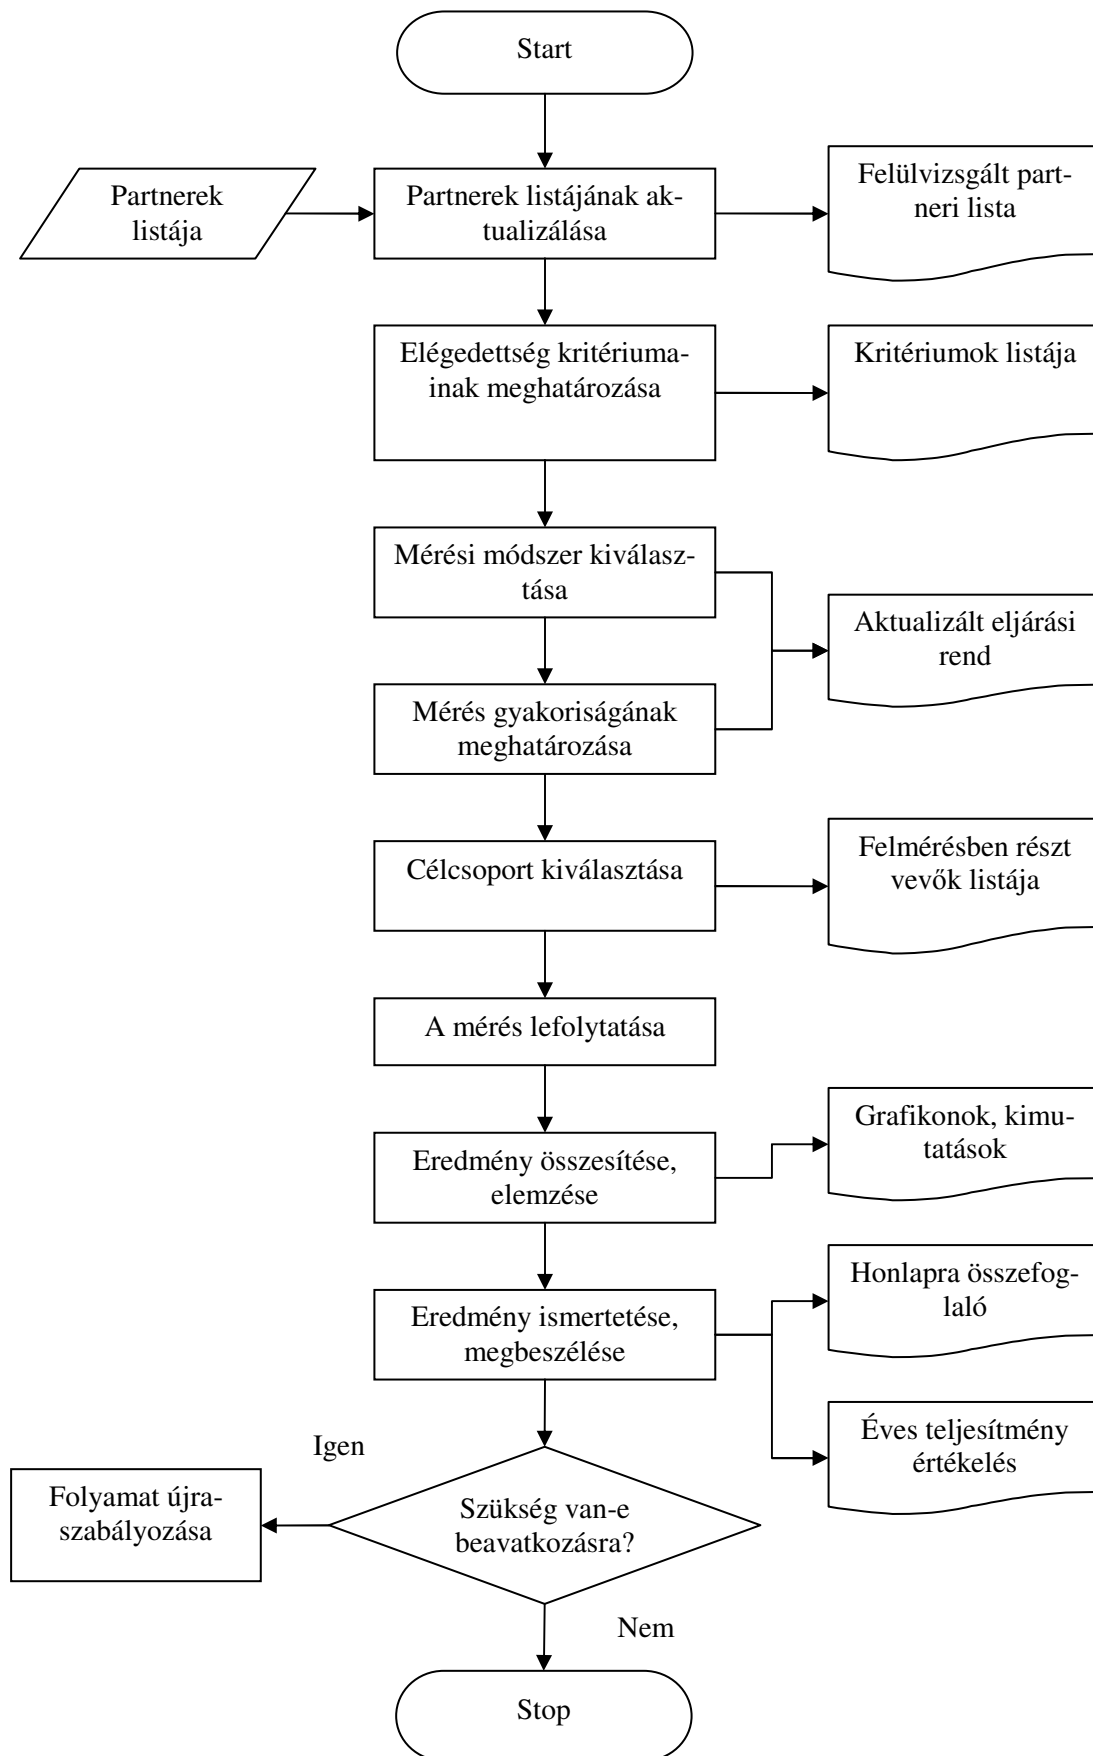 Start
Partnerek
listája
Partnerek listájának ak-
tualizálása
Felülvizsgált part-
neri lista
Elégedettség kritériuma-
inak meghatározása
Kritériumok listája
Mérési módszer kiválasz-
tása
Aktualizált eljárási
rend
Mérés gyakoriságának
meghatározása
Célcsoport kiválasztása
Felmérésben részt
vevők listája
A mérés lefolytatása
Eredmény összesítése,
elemzése
Grafikonok, kimu-
tatások
Eredmény ismertetése,
megbeszélése
Honlapra összefog-
laló
Éves teljesítmény
értékelés
Igen
Folyamat újra-
szabályozása
Szükség van-e
beavatkozásra?
Nem
Stop